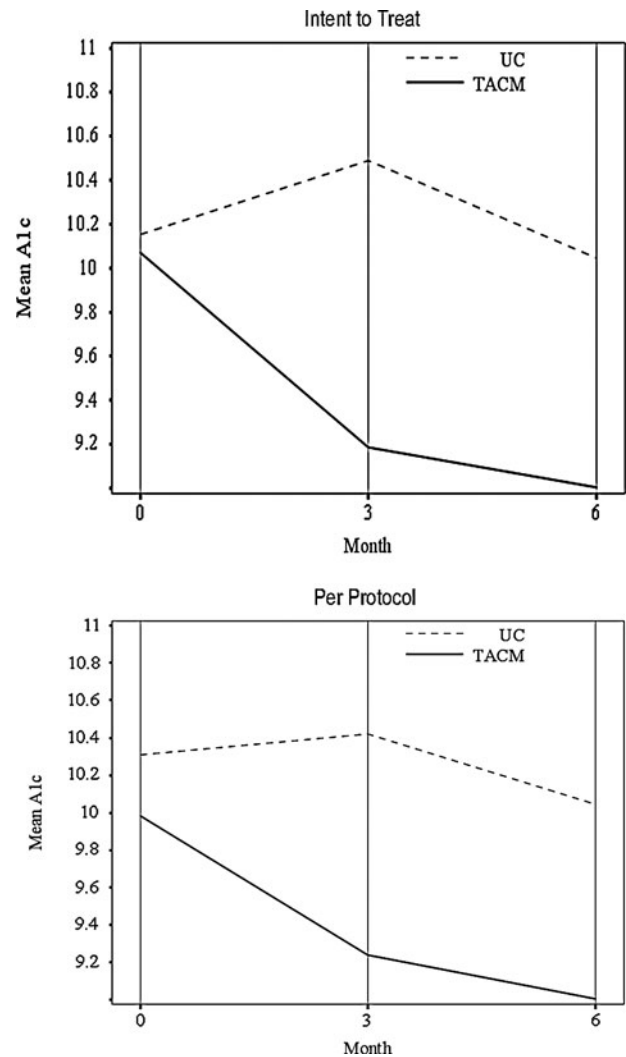 Intent to Treat
11
10.8
10.6
10.4
10.2
10
9.8
9.6
9.4
9.2
Mean A1c
UC
TACM
0 3 6
Month
Per Protocol
11
10.8
10.6
10.4
10.2
10
9.8
9.6
9.4
9.2
Mean A1c
UC
TACM
0 3 6
Month